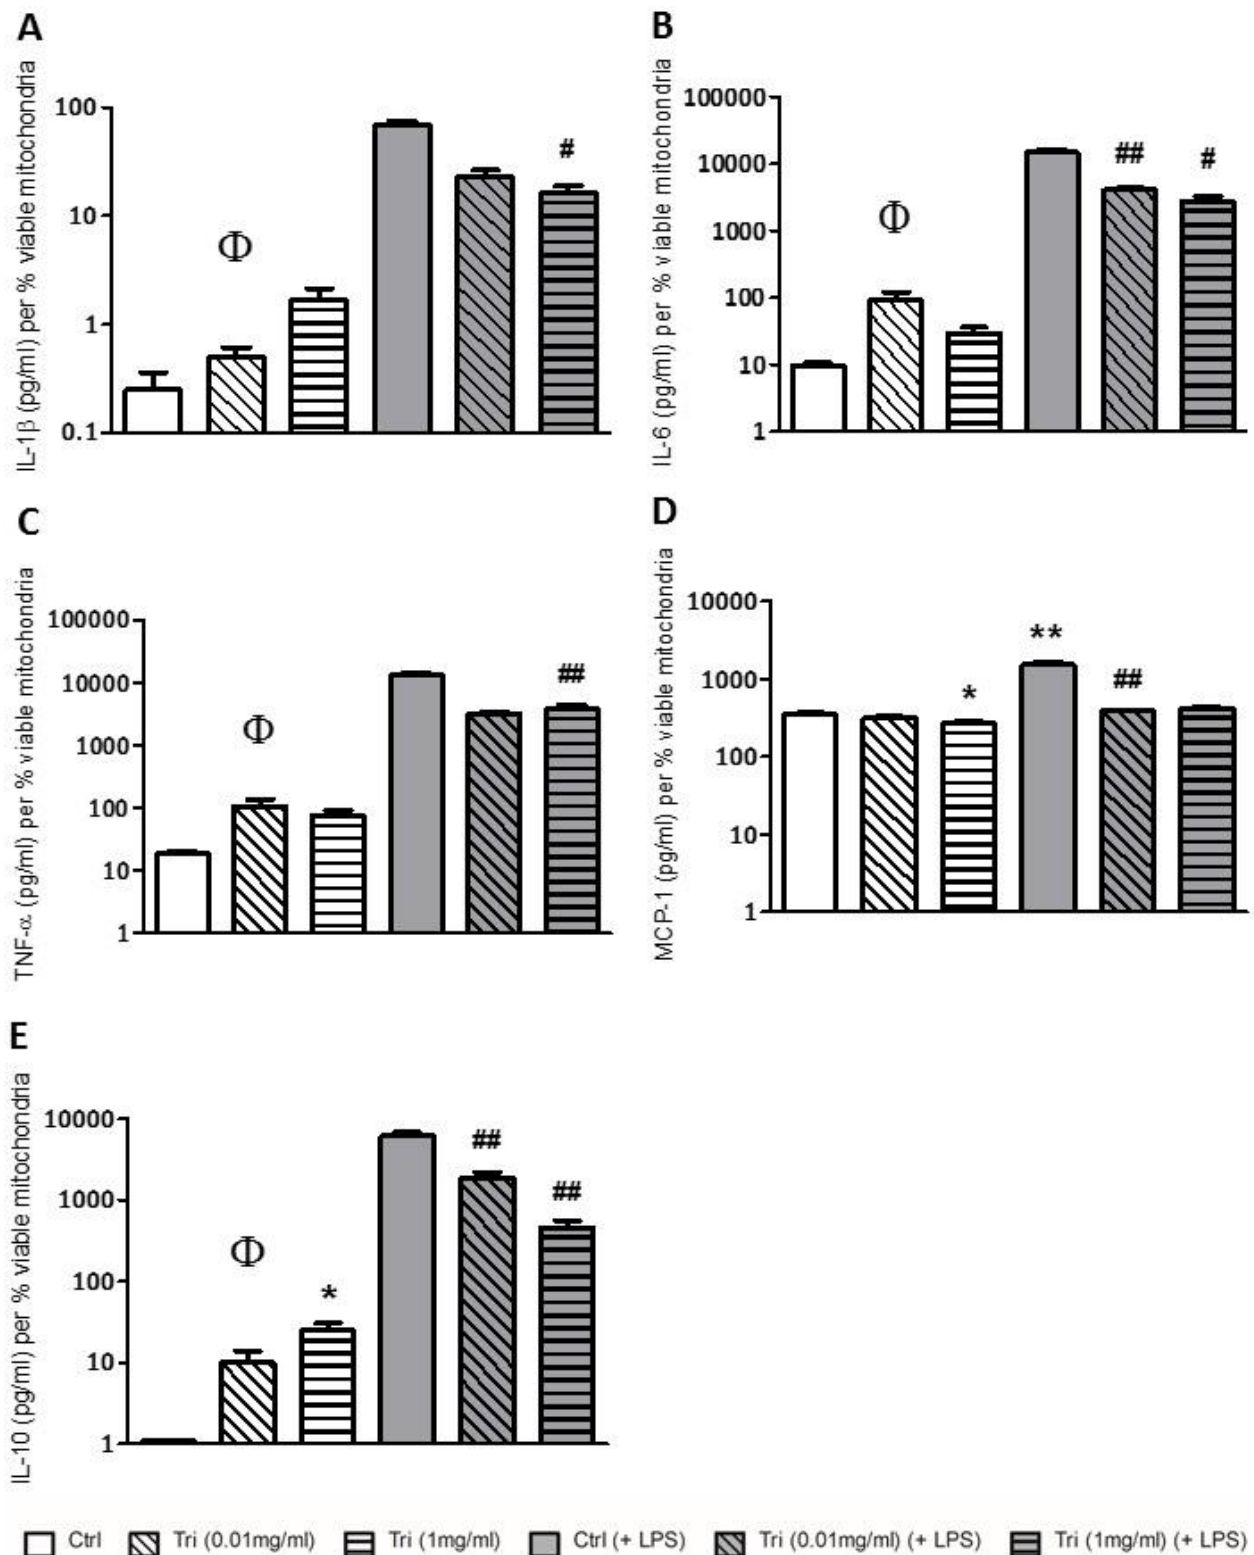 A
IL-1β (pg/ml) per % viable mitochondria
100
10
1
0.1
Φ
#
B
IL-6 (pg/ml) per % viable mitochondria
100000
10000
1000
100
10
1
Φ
##
#
C
TNF-α (pg/ml) per % viable mitochondria
100000
10000
1000
100
10
1
Φ
##
D
MCP-1 (pg/ml) per % viable mitochondria
10000
1000
100
10
1
*
**
##
E
IL-10 (pg/ml) per % viable mitochondria
10000
1000
100
10
1
Φ
*
##
##
Ctrl Tri (0.01mg/ml) Tri (1mg/ml) Ctrl (+ LPS) Tri (0.01mg/ml) (+ LPS) Tri (1mg/ml) (+ LPS)